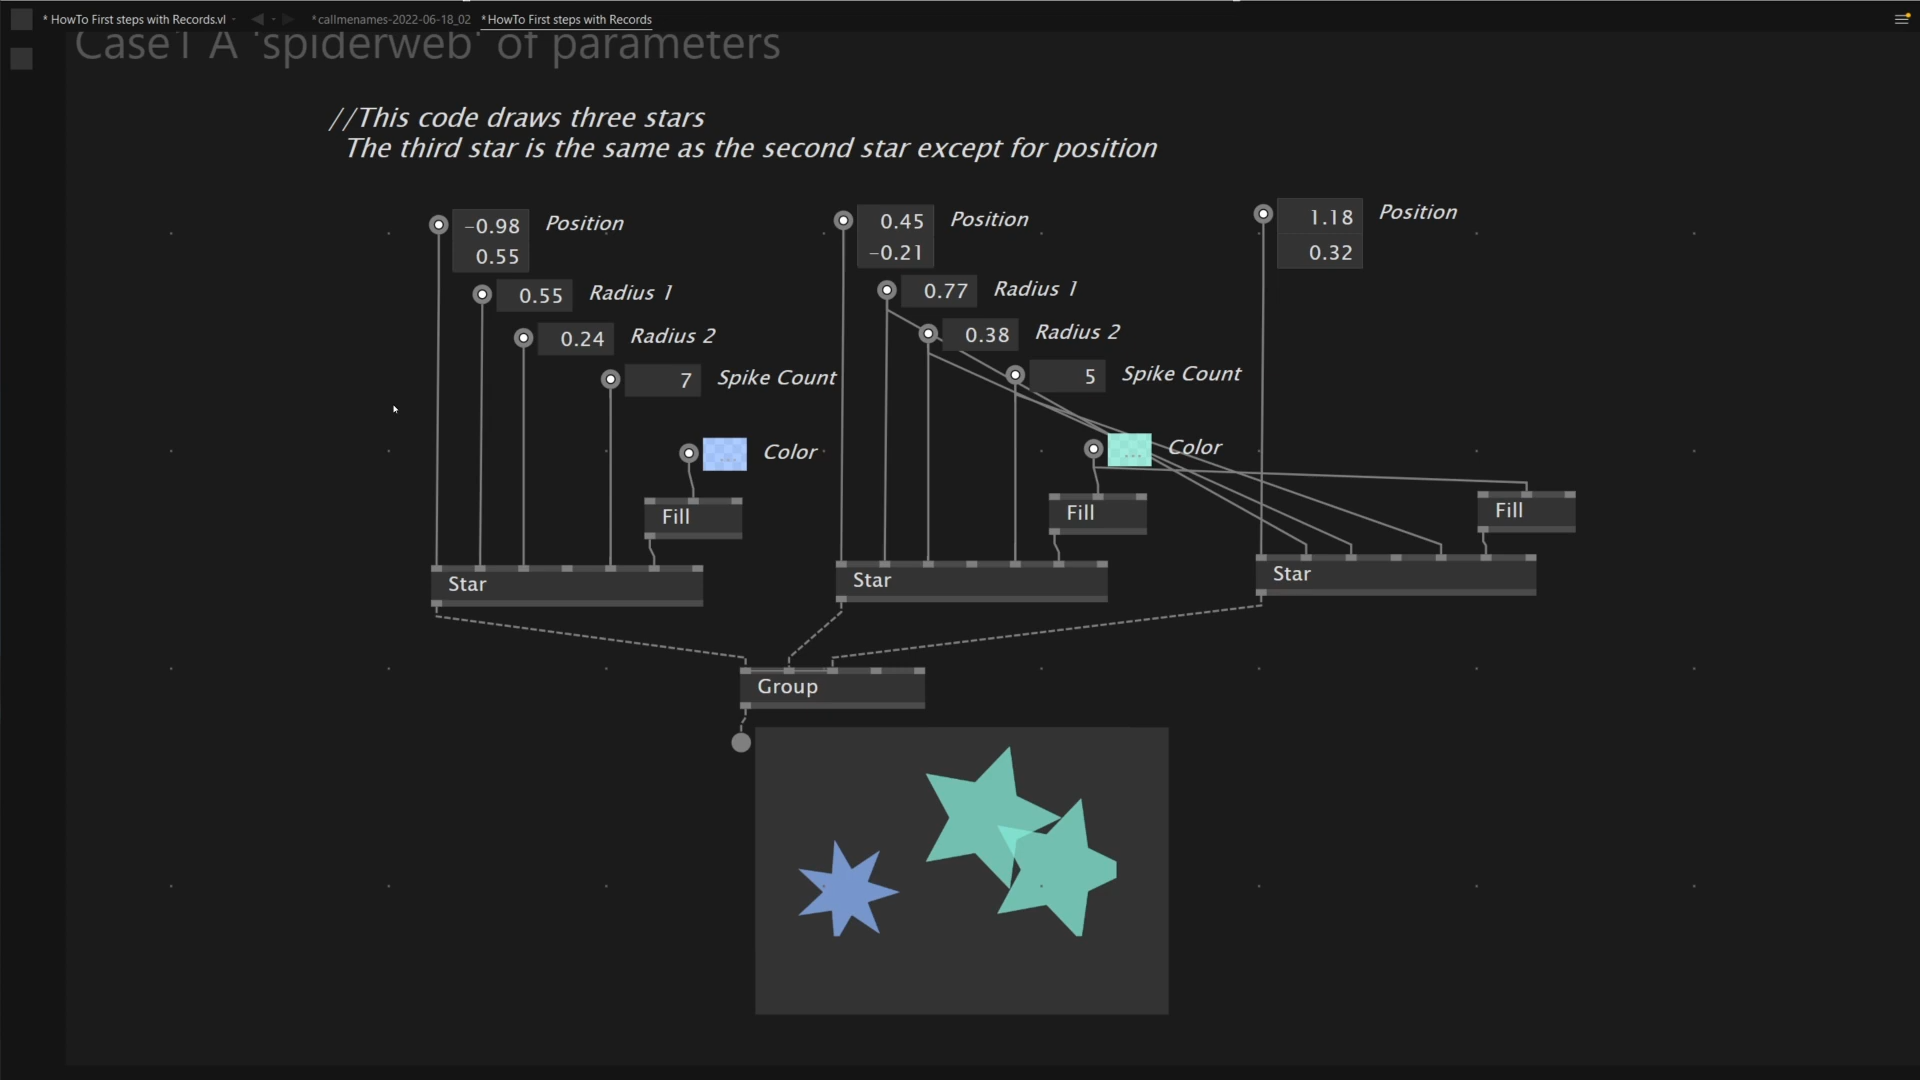 * HowTo First steps with Records.vl
*callmenames-2022-06-18_02
*HowTo First steps with Records
Case1 A 'spiderweb' of parameters
//This code draws three stars
The third star is the same as the second star except for position
-0.98
0.55
Position
0.55
Radius 1
0.24
Radius 2
7
Spike Count
Color
Fill
Star
0.45
-0.21
Position
0.77
Radius 1
0.38
Radius 2
5
Spike Count
Color
Fill
Star
1.18
0.32
Position
Fill
Star
Group